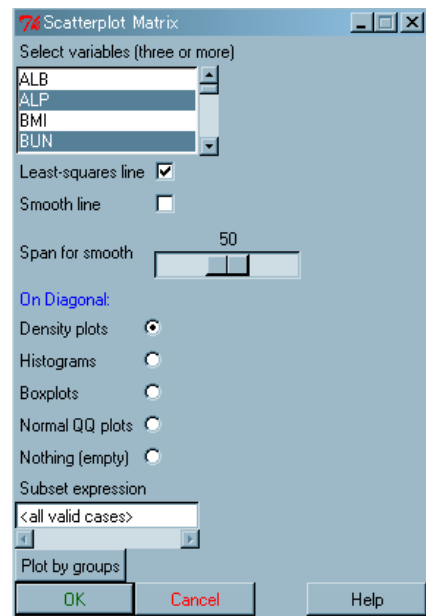 Scatterplot Matrix
Select variables (three or more)
ALB
ALP
BMI
BUN
Least-squares line
Smooth line
50
Span for smooth
On Diagonal:
Density plots
Histograms
Boxplots
Normal QQ plots
Nothing (empty)
Subset expression
<all valid cases>
Plot by groups
OK Cancel Help